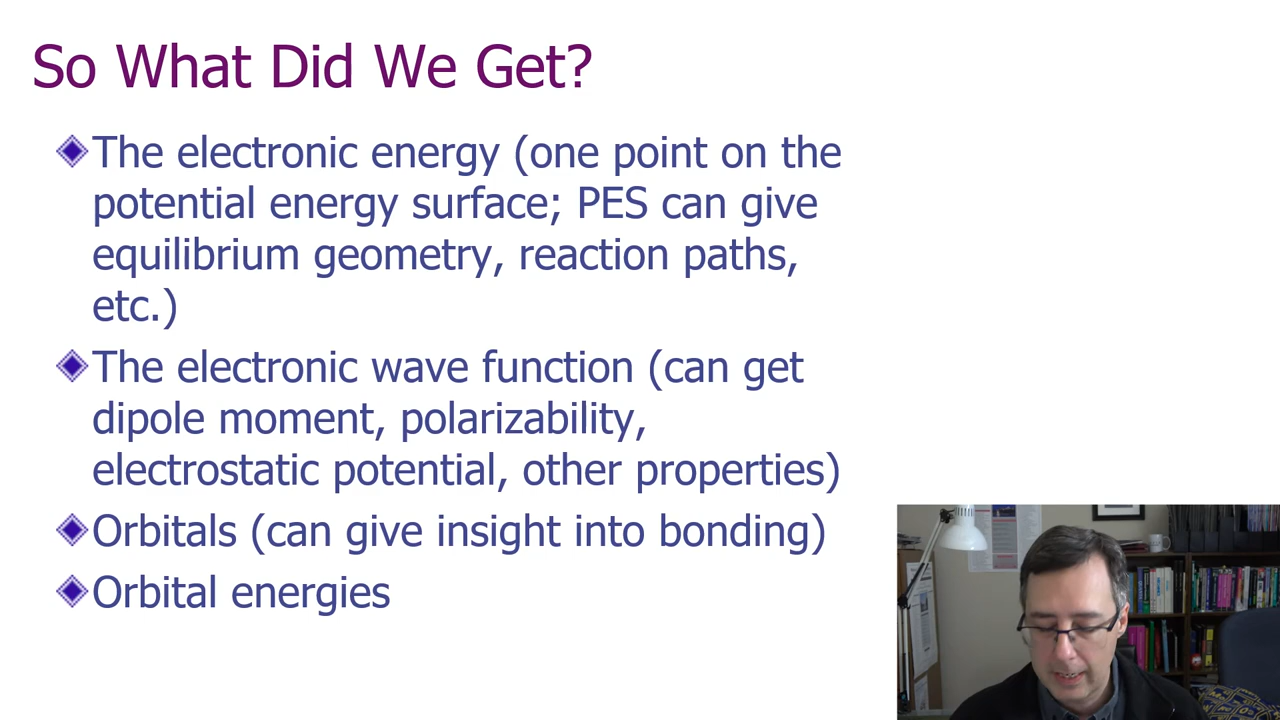 So What Did We Get?
The electronic energy (one point on the
potential energy surface; PES can give
equilibrium geometry, reaction paths,
etc.)
The electronic wave function (can get
dipole moment, polarizability,
electrostatic potential, other properties)
Orbitals (can give insight into bonding)
Orbital energies